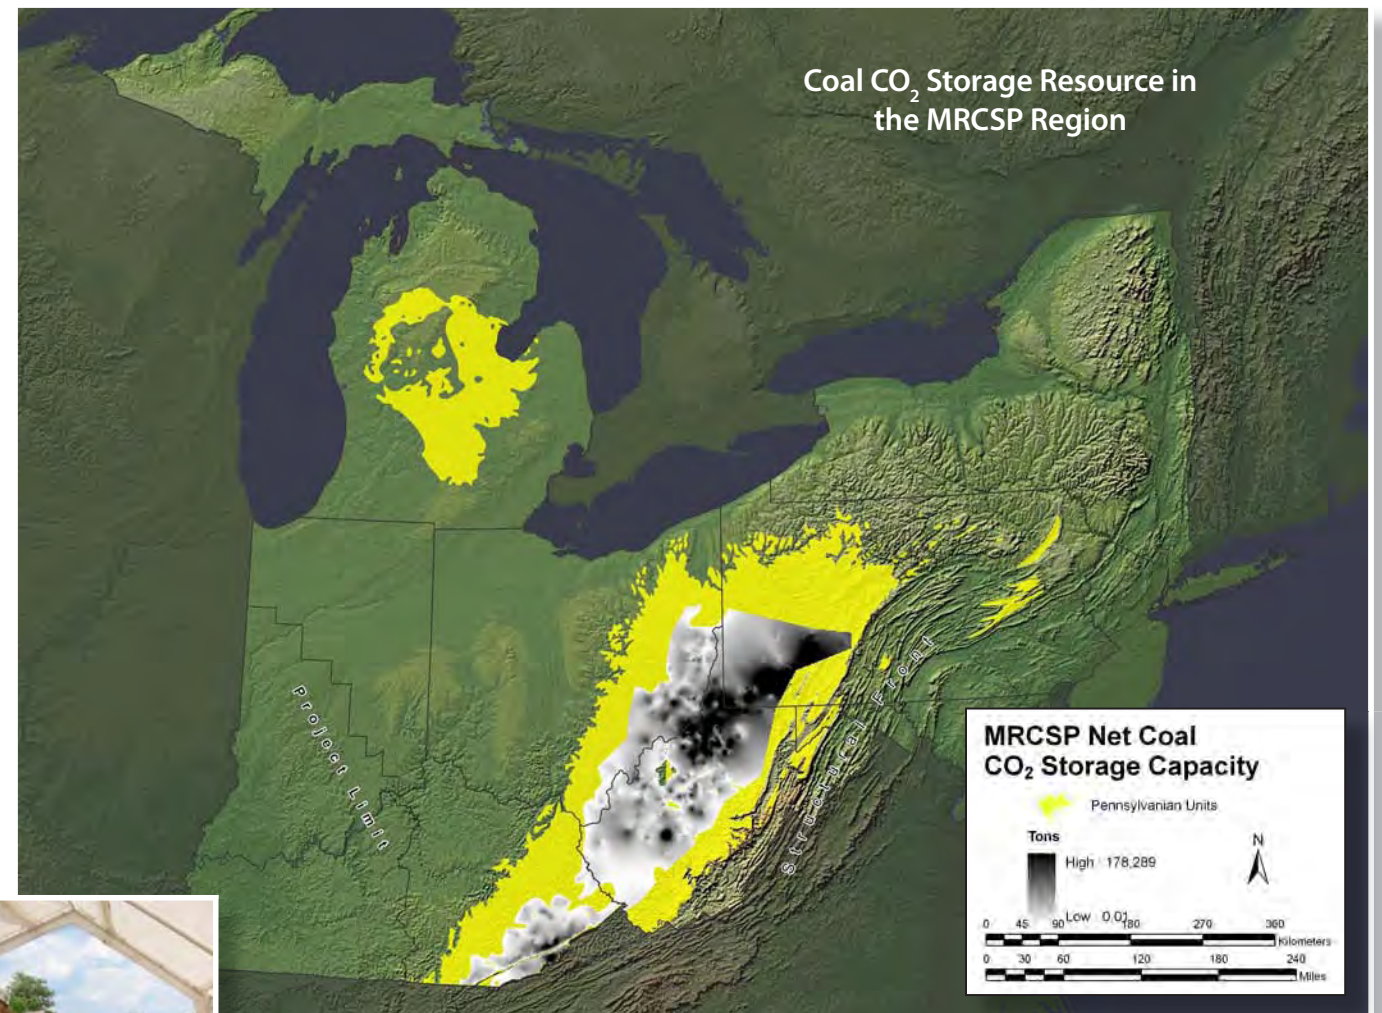 Coal CO₂ Storage Resource in
the MRCSP Region
Project Limit
Structural Front
MRCSP Net Coal
CO₂ Storage Capacity
Pennsylvanian Units
Tons
N
High 178,289
Low 0.01
0 45 90 180 270 360
Kilometers
0 30 60 120 180 240
Miles